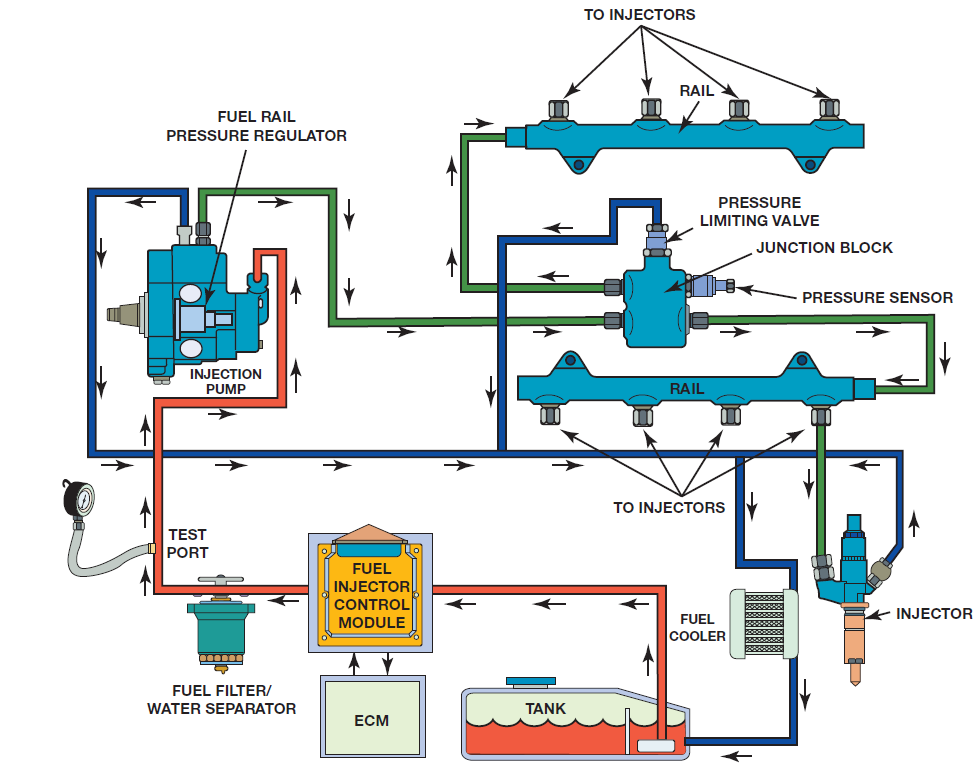 TO INJECTORS
RAIL
FUEL RAIL
PRESSURE REGULATOR
PRESSURE
LIMITING VALVE
JUNCTION BLOCK
PRESSURE SENSOR
INJECTION
PUMP
RAIL
TO INJECTORS
TEST
PORT
FUEL
INJECTOR
CONTROL
MODULE
FUEL
COOLER
INJECTOR
FUEL FILTER/
WATER SEPARATOR
ECM
TANK